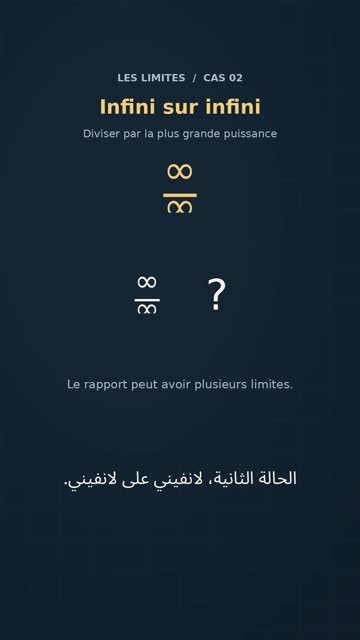 LES LIMITES / CAS 02
Infini sur infini
Diviser par la plus grande puissance
∞
∞
∞
∞ ?
Le rapport peut avoir plusieurs limites.
الحالة الثانية، لانفيني على لانفيني.